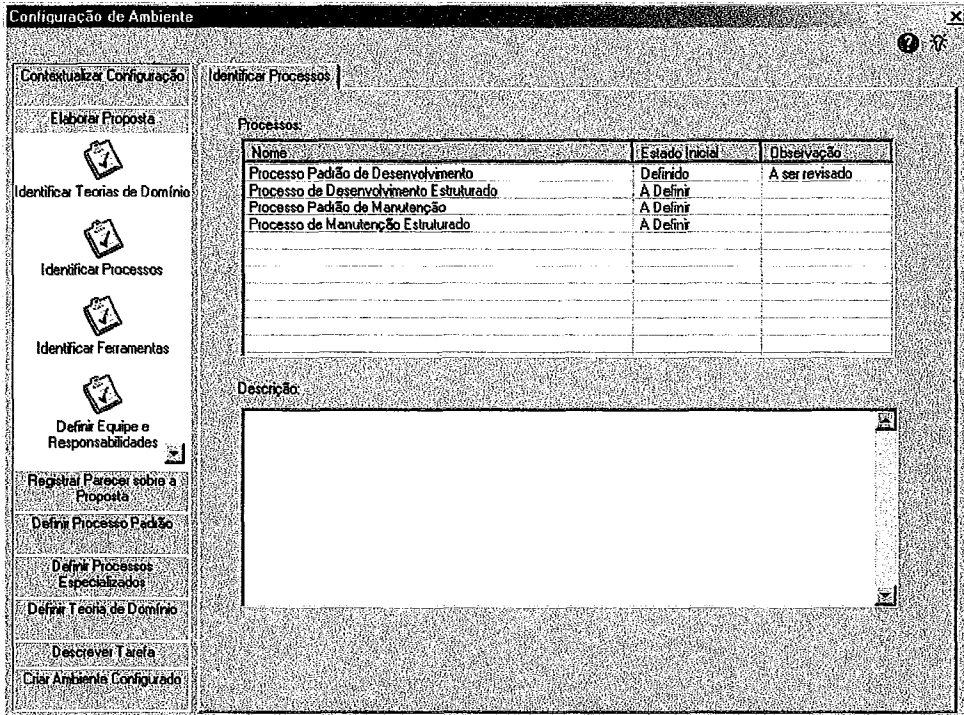 Configuração de Ambiente
Contextualizar Configuração
Elaborar Proposta
Identificar Teorias de Domínio
Identificar Processos
Identificar Ferramentas
Definir Equipe e
Responsabilidades
Registrar Parecer sobre a
Proposta
Definir Processo Padrão
Definir Processos
Especializados
Definir Teoria de Domínio
Descrever Tarefa
Criar Ambiente Configurado
Identificar Processos
Processos:
Nome Estado Inicial Observação
Processo Padrão de Desenvolvimento Definido A ser revisado
Processo de Desenvolvimento Estruturado A Definir
Processo Padrão de Manutenção A Definir
Processo de Manutenção Estruturado A Definir
Descrição: